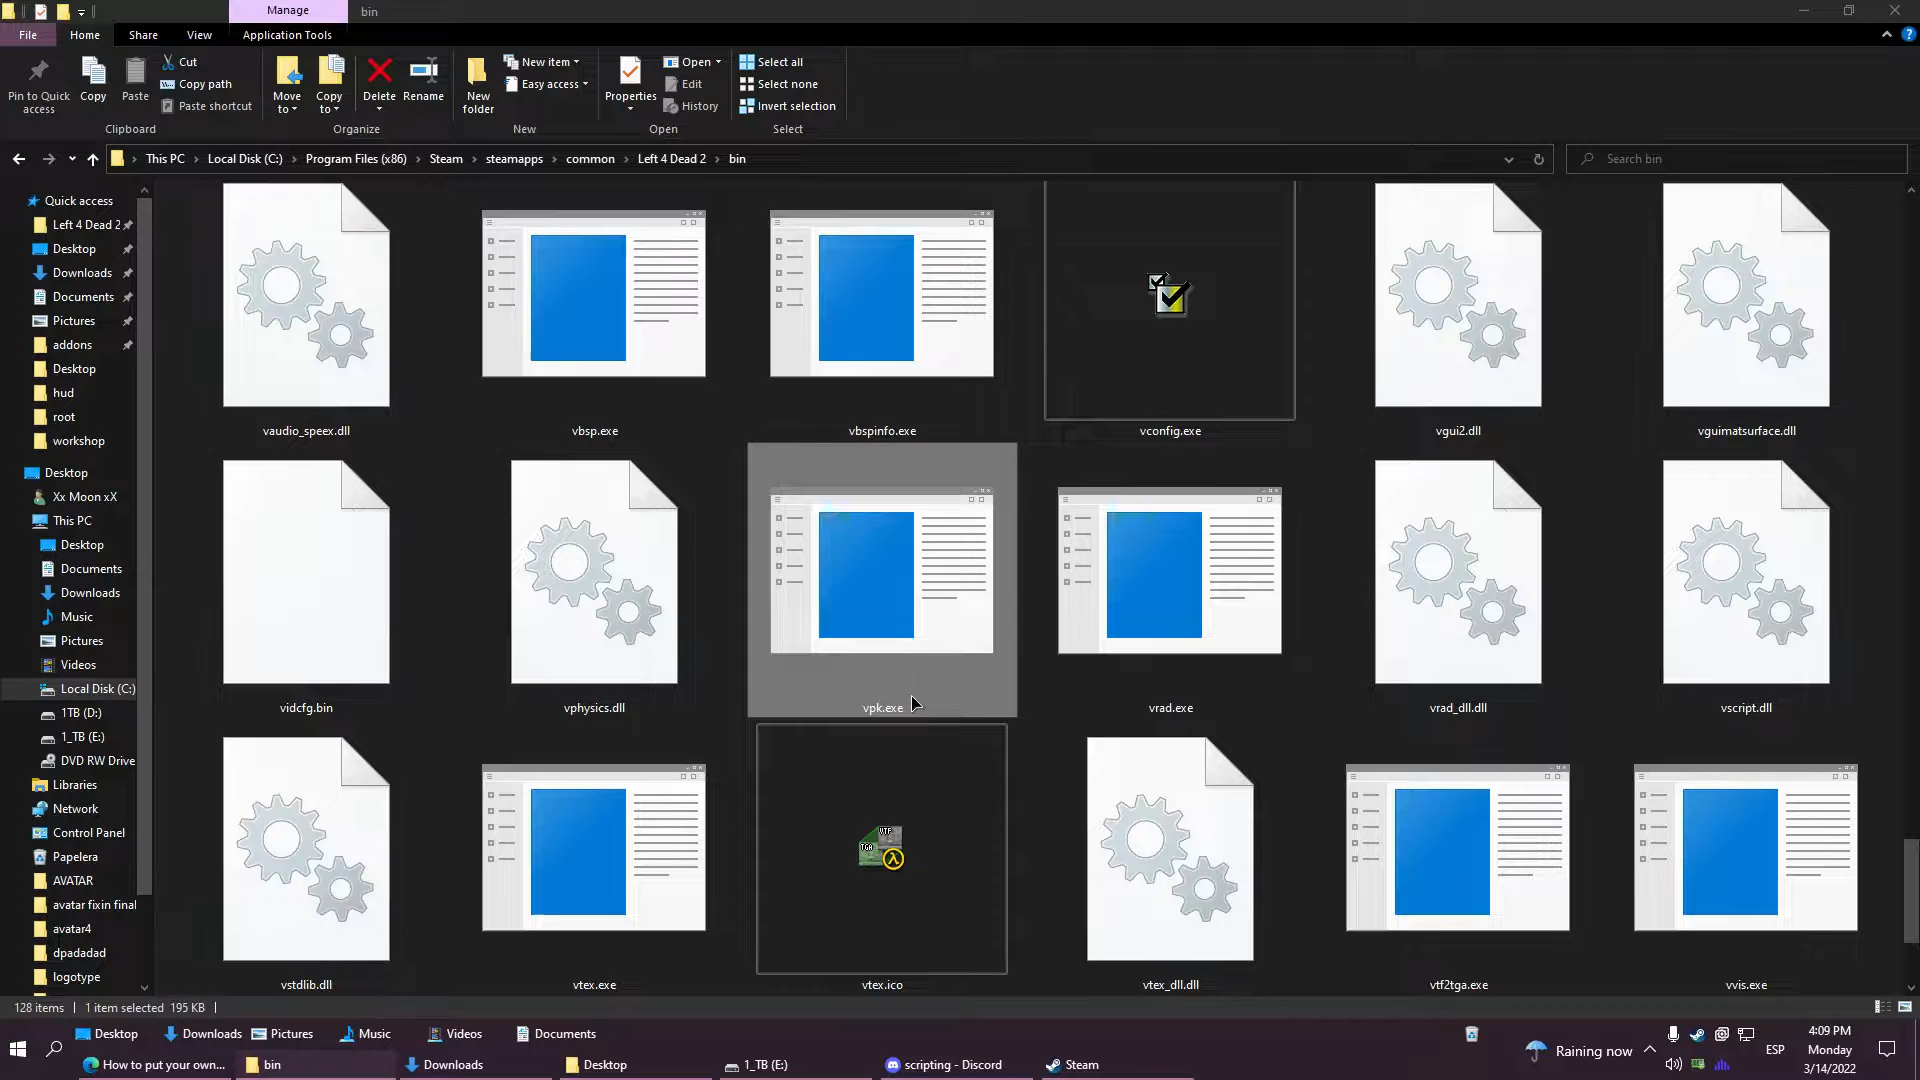 Manage
bin
File
Home
Share
View
Application Tools
Pin to Quick access
Copy
Paste
Cut
Copy path
Paste shortcut
Move to
Copy to
Delete
Rename
New folder
New item
Easy access
Properties
Open
Edit
History
Select all
Select none
Invert selection
Clipboard
Organize
New
Open
Select
This PC
Local Disk (C:)
Program Files (x86)
Steam
steamapps
common
Left 4 Dead 2
bin
Search bin
Quick access
Left 4 Dead 2
Desktop
Downloads
Documents
Pictures
addons
Desktop
hud
root
workshop
Desktop
Xx Moon xX
This PC
Desktop
Documents
Downloads
Music
Pictures
Videos
Local Disk (C:)
1TB (D:)
1_TB (E:)
DVD RW Drive
Libraries
Network
Control Panel
Papelera
AVATAR
avatar fixin final
avatar4
dpadadad
logotype
vaudio_speex.dll
vbsp.exe
vbspinfo.exe
vconfig.exe
vgui2.dll
vguimatsurface.dll
vidcfg.bin
vphysics.dll
vpk.exe
vrad.exe
vrad_dll.dll
vscript.dll
TGA
VTF
vstdlib.dll
vtex.exe
vtex.ico
vtex_dll.dll
vtf2tga.exe
vvis.exe
128 items
1 item selected 195 KB
Desktop
Downloads
Pictures
Music
Videos
Documents
How to put your own...
bin
Downloads
Desktop
1_TB (E:)
scripting - Discord
Steam
Raining now
ESP
4:09 PM
Monday
3/14/2022